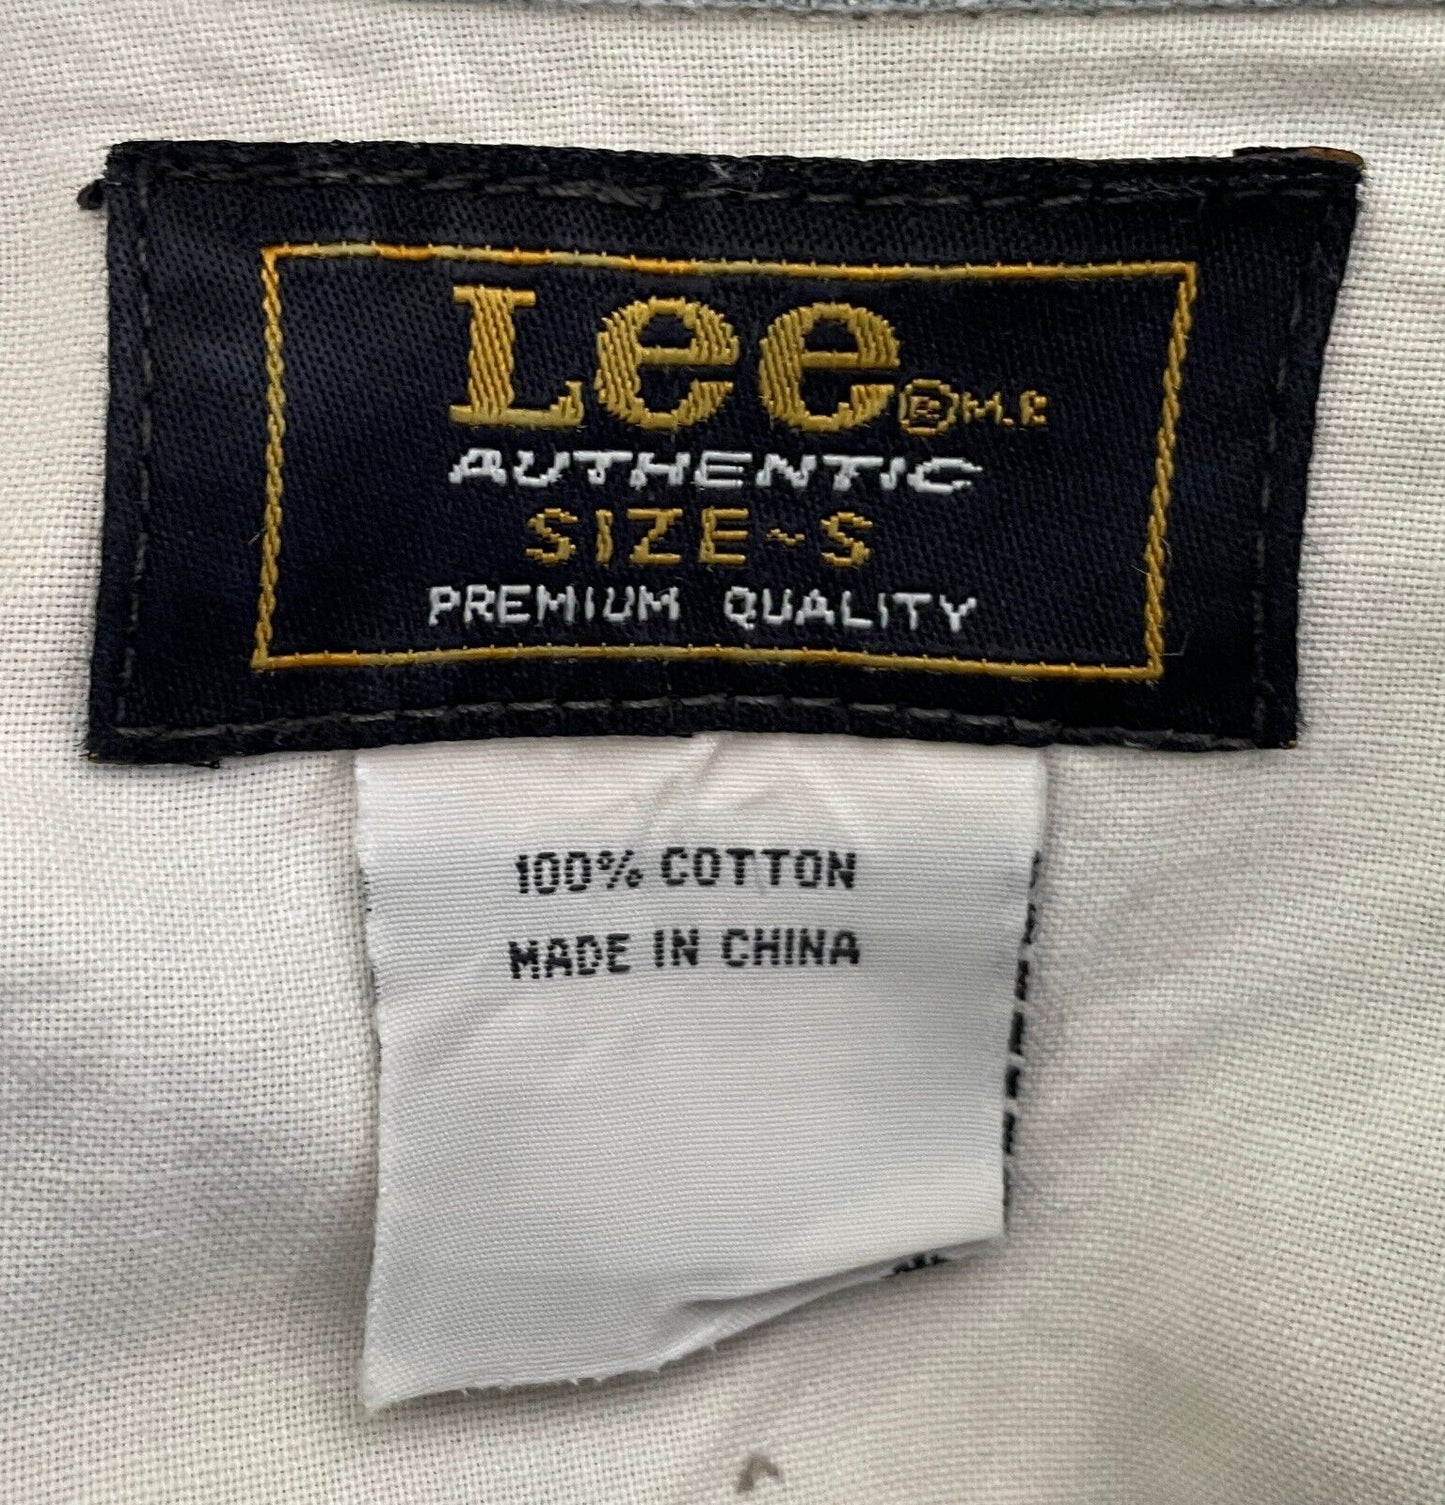 Lee® M.R
AUTHENTIC
SIZE~S
PREMIUM QUALITY
100% COTTON
MADE IN CHINA